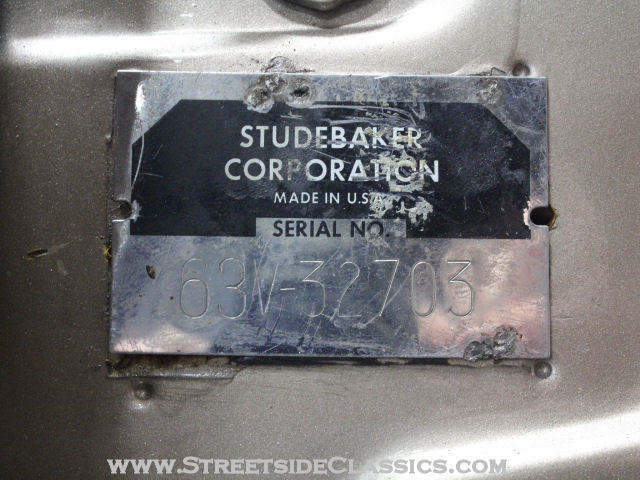 STUDEBAKER
CORPORATION
MADE IN U.S.A.
SERIAL NO.
63V-32703
WWW.STREETSIDECLASSICS.COM